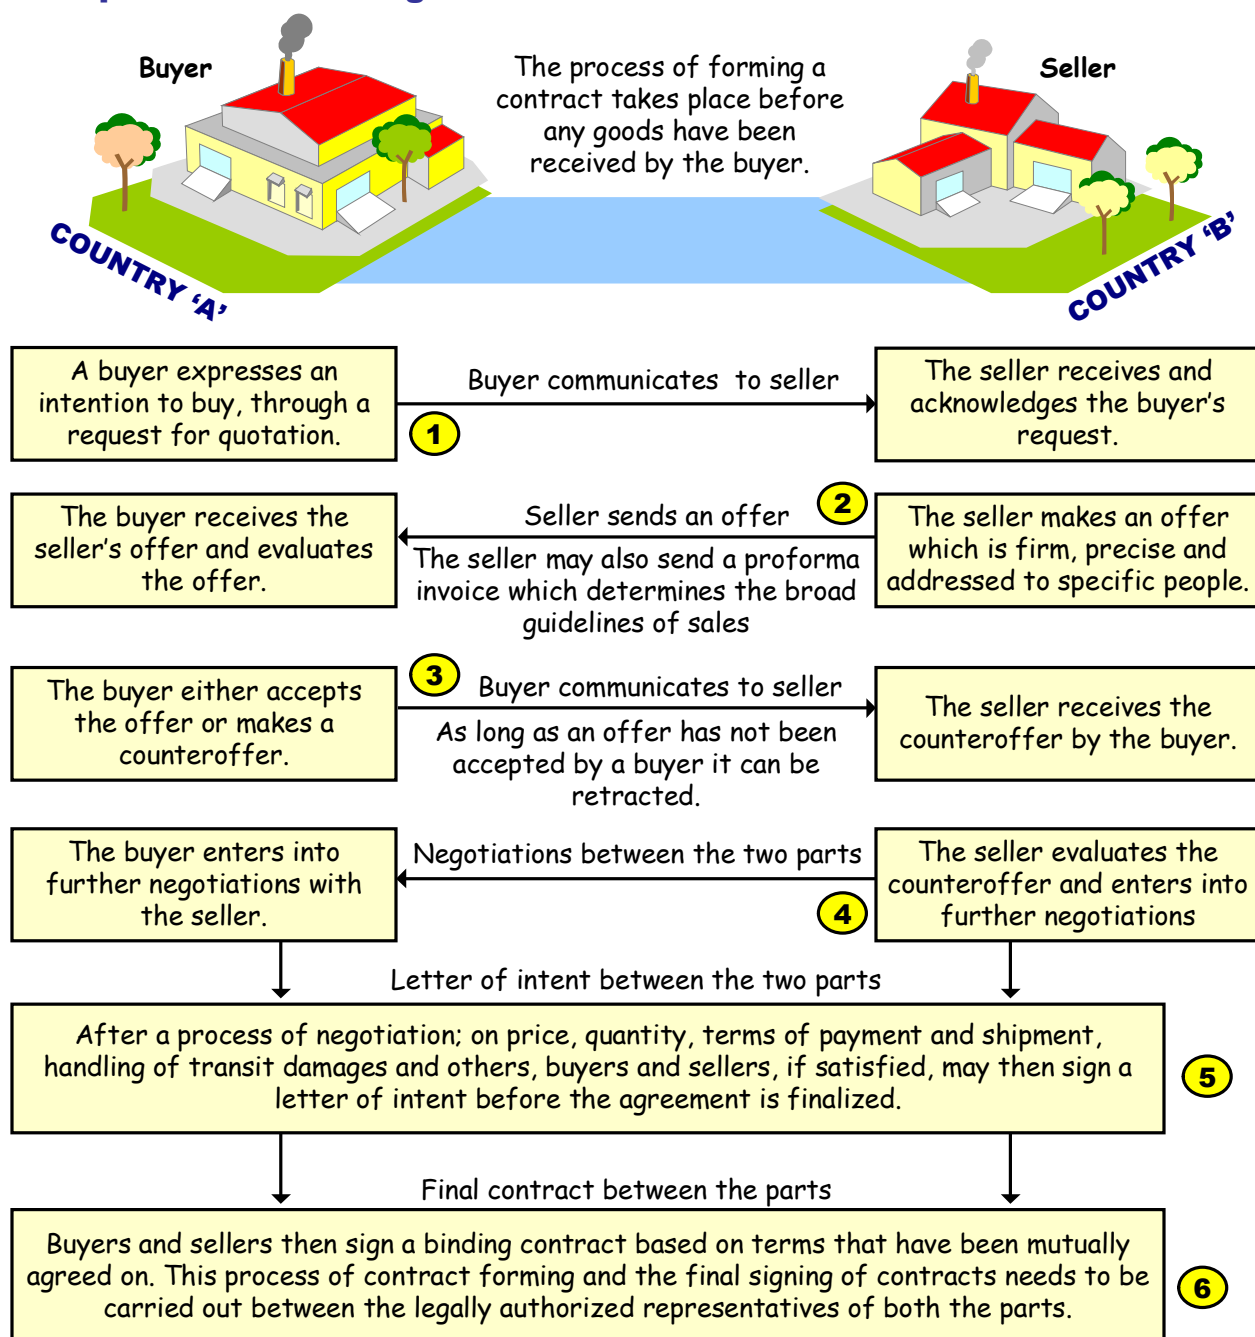 Buyer
The process of forming a
contract takes place before
any goods have been
received by the buyer.
Seller
COUNTRY ‘A’
COUNTRY ‘B’
A buyer expresses an
intention to buy, through a
request for quotation.
Buyer communicates to seller
1
The seller receives and
acknowledges the buyer’s
request.
The buyer receives the
seller’s offer and evaluates
the offer.
Seller sends an offer
2
The seller may also send a proforma
invoice which determines the broad
guidelines of sales
The seller makes an offer
which is firm, precise and
addressed to specific people.
The buyer either accepts
the offer or makes a
counteroffer.
3
Buyer communicates to seller
As long as an offer has not been
accepted by a buyer it can be
retracted.
The seller receives the
counteroffer by the buyer.
The buyer enters into
further negotiations with
the seller.
Negotiations between the two parts
4
The seller evaluates the
counteroffer and enters into
further negotiations
Letter of intent between the two parts
After a process of negotiation; on price, quantity, terms of payment and shipment,
handling of transit damages and others, buyers and sellers, if satisfied, may then sign a
letter of intent before the agreement is finalized.
5
Final contract between the parts
Buyers and sellers then sign a binding contract based on terms that have been mutually
agreed on. This process of contract forming and the final signing of contracts needs to be
carried out between the legally authorized representatives of both the parts.
6